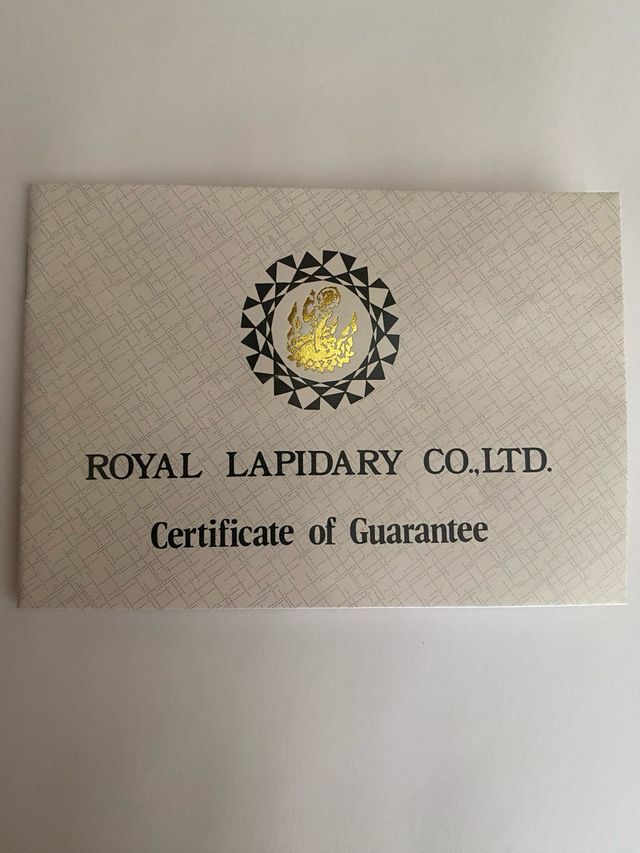 ROYAL LAPIDARY CO.,LTD.
Certificate of Guarantee